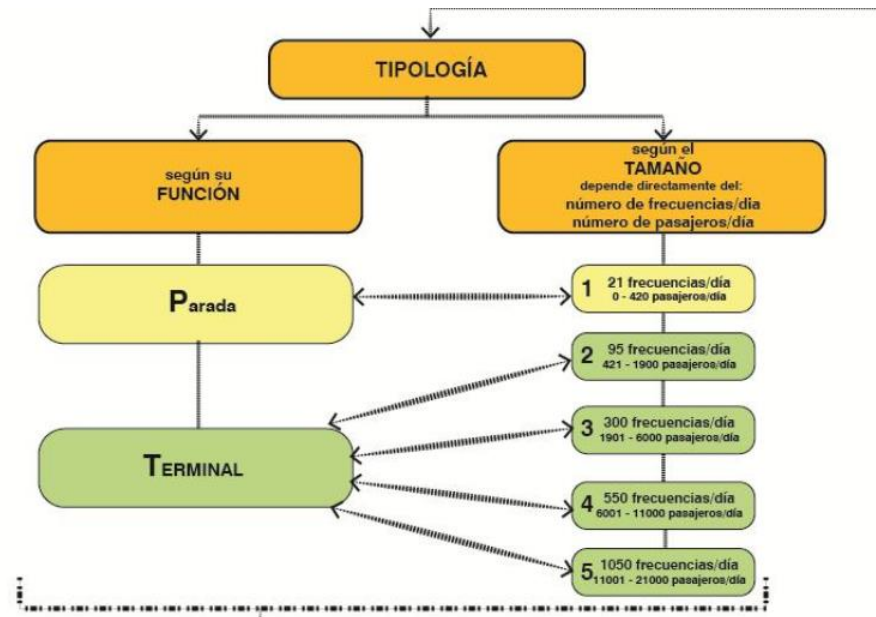 TIPOLOGÍA
según su
FUNCIÓN
según el
TAMAÑO
depende directamente del:
número de frecuencias/dia
número de pasajeros/día
Parada
1 21 frecuencias/día
0 - 420 pasajeros/día
2 95 frecuencias/día
421 - 1900 pasajeros/día
3 300 frecuencias/día
1901 - 6000 pasajeros/día
TERMINAL
4 550 frecuencias/día
6001 - 11000 pasajeros/día
5 1050 frecuencias/día
11001 - 21000 pasajeros/día